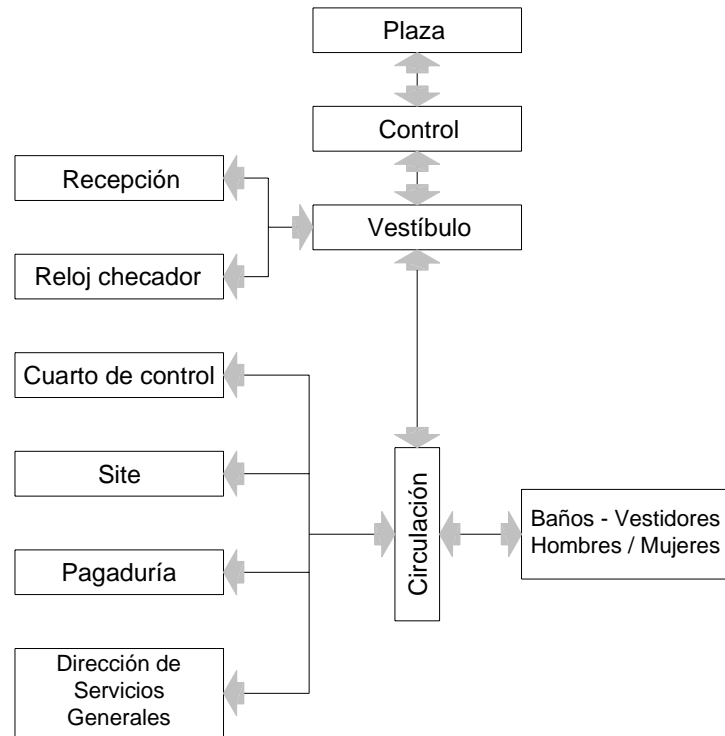 Plaza
Control
Recepción
Vestíbulo
Reloj checador
Cuarto de control
Site
Circulación
Baños - Vestidores
Hombres / Mujeres
Pagaduría
Dirección de
Servicios
Generales